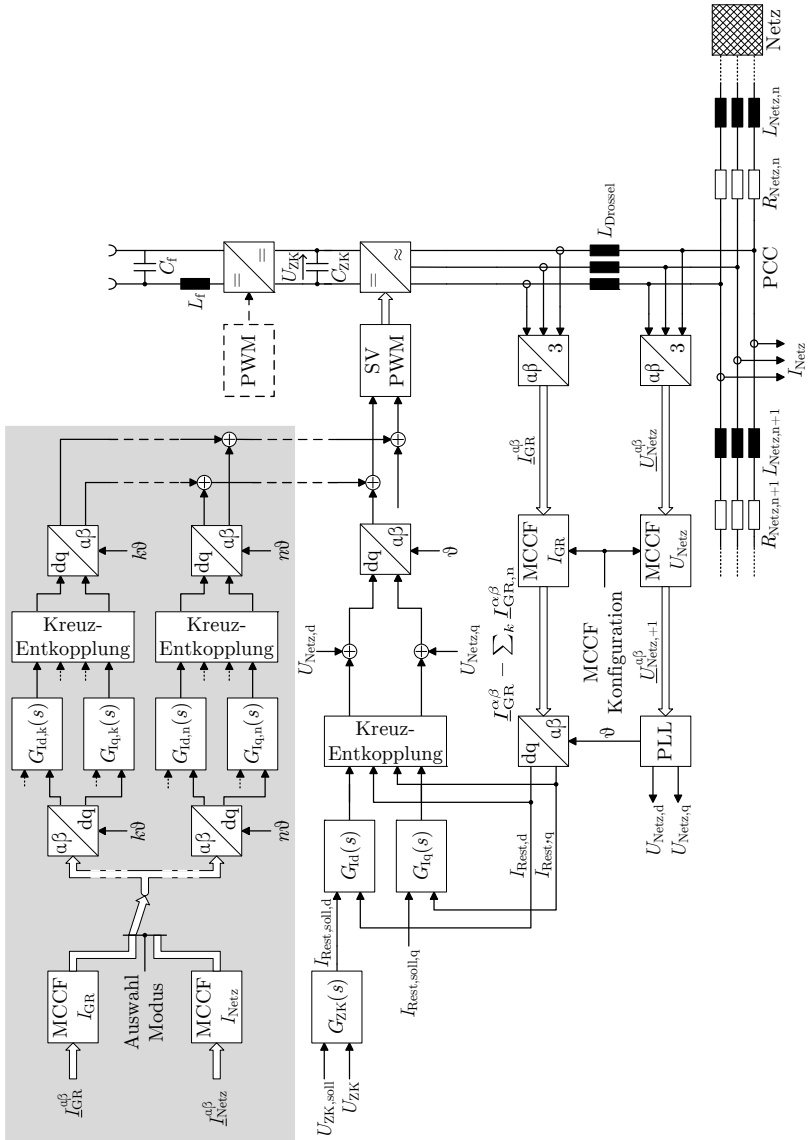 I_GR^αβ
MCCF
I_GR
Auswahl
Modus
I_Netz^αβ
MCCF
I_Netz
αβ
dq
kϑ
αβ
dq
nϑ
G_Id,k(s)
G_Iq,k(s)
G_Id,n(s)
G_Iq,n(s)
Kreuz-
Entkopplung
Kreuz-
Entkopplung
dq
αβ
kϑ
dq
αβ
nϑ
PWM
L_f
C_f
=
=
U_ZK
C_ZK
U_ZK,soll
U_ZK
G_ZK(s)
I_Rest,soll,d
I_Rest,soll,q
G_Id(s)
G_Iq(s)
I_Rest,d
I_Rest,q
Kreuz-
Entkopplung
U_Netz,d
U_Netz,q
dq
αβ
ϑ
SV
PWM
=
≈
dq
αβ
I_GR^αβ − ∑_k I_GR,n^αβ
MCCF
I_GR
I_GR^αβ
αβ
3
L_Drossel
ϑ
MCCF
Konfiguration
U_Netz,d
U_Netz,q
PLL
U_Netz,+1^αβ
MCCF
U_Netz
U_Netz^αβ
αβ
3
R_Netz,n+1
L_Netz,n+1
I_Netz
PCC
R_Netz,n
L_Netz,n
Netz